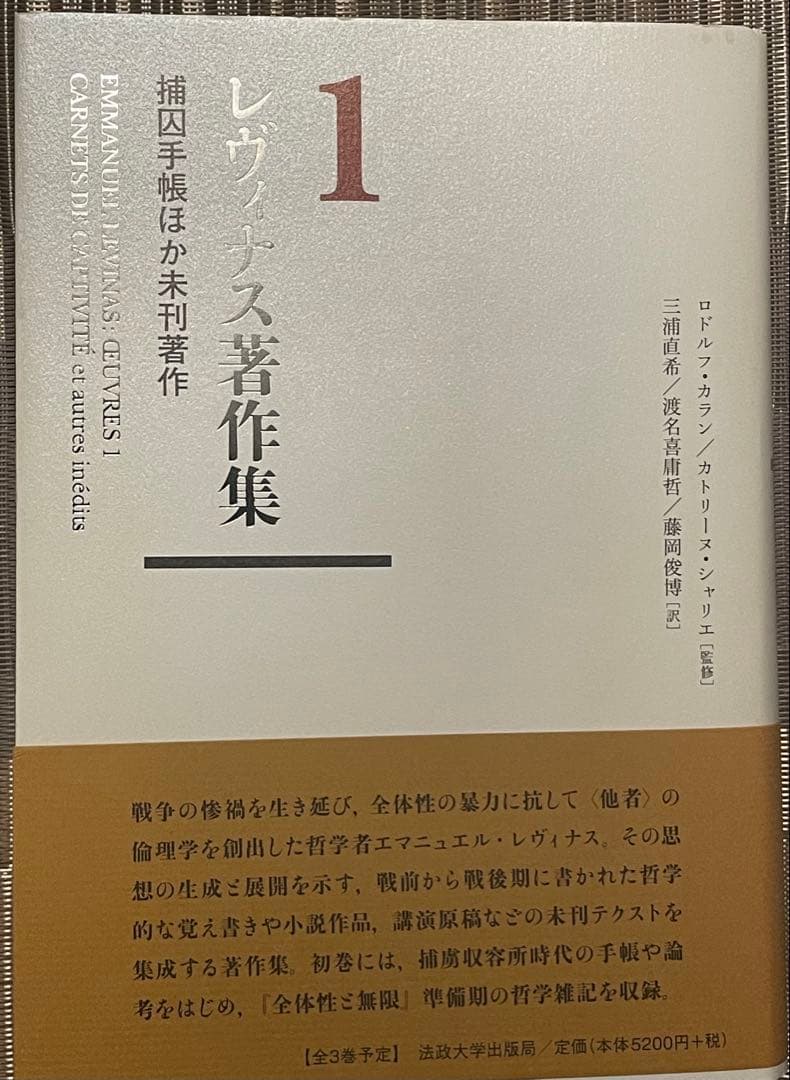 ロドルフ・カラン／カトリーヌ・シャリエ［監修］
三浦直希／渡名喜庸哲／藤岡俊博［訳］
1
レヴィナス著作集
捕囚手帳ほか未刊著作
EMMANUEL LEVINAS: ŒUVRES 1
CARNETS DE CAPTIVITÉ et autres inédits
戦争の惨禍を生き延び，全体性の暴力に抗して〈他者〉の
倫理学を創出した哲学者エマニュエル・レヴィナス。その思
想の生成と展開を示す，戦前から戦後期に書かれた哲学
的な覚え書きや小説作品，講演原稿などの未刊テクストを
集成する著作集。初巻には，捕虜収容所時代の手帳や論
考をはじめ，『全体性と無限』準備期の哲学雑記を収録。
【全3巻予定】 法政大学出版局／定価（本体5200円＋税）